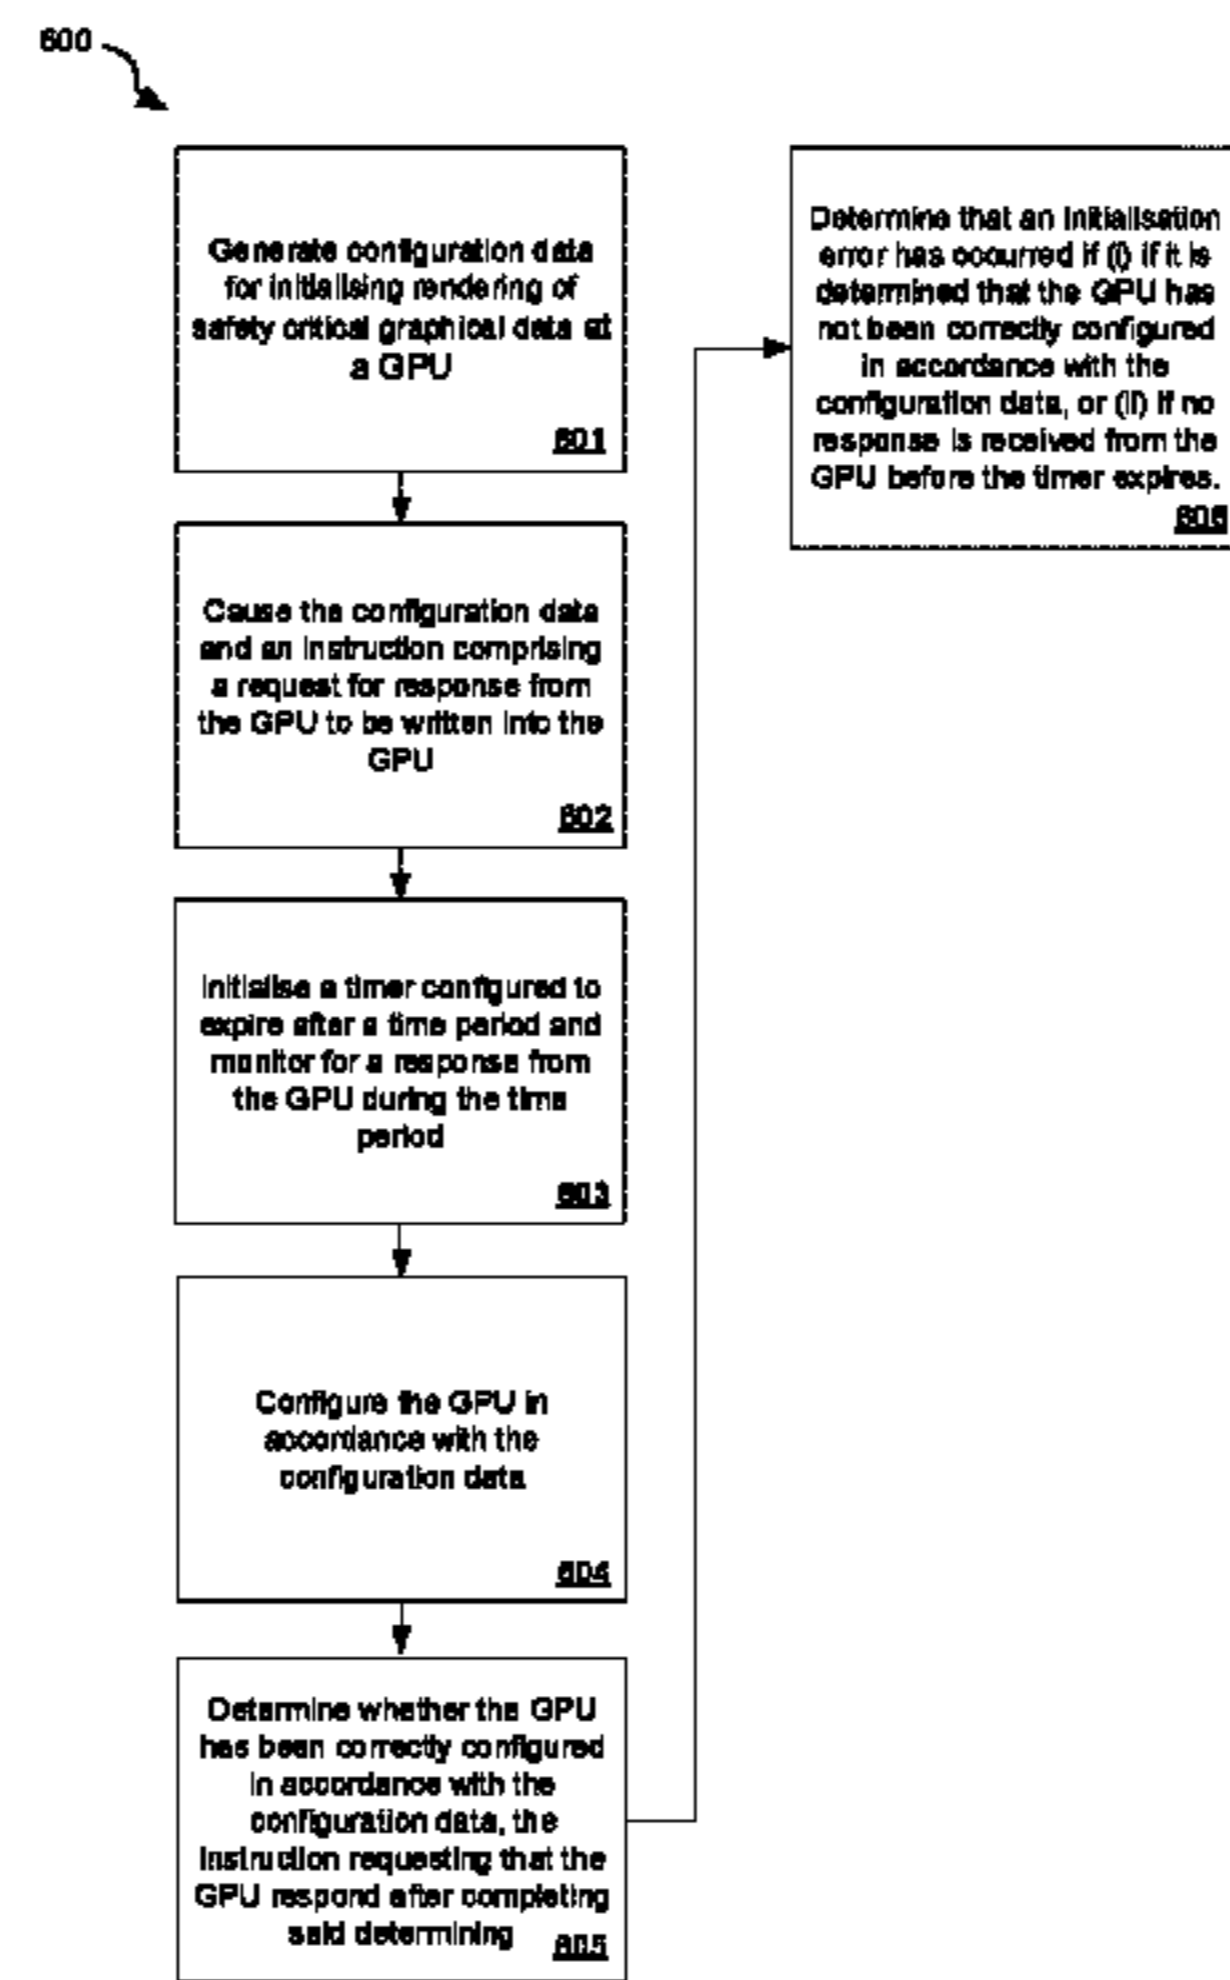 600
Generate configuration data
for initialising rendering of
safety critical graphical data at
a GPU
601
Cause the configuration data
and an instruction comprising
a request for response from
the GPU to be written into the
GPU
602
Initialise a timer configured to
expire after a time period and
monitor for a response from
the GPU during the time
period
603
Configure the GPU in
accordance with the
configuration data
604
Determine whether the GPU
has been correctly configured
in accordance with the
configuration data, the
instruction requesting that the
GPU respond after completing
said determining
605
Determine that an initialisation
error has occurred if (i) if it is
determined that the GPU has
not been correctly configured
in accordance with the
configuration data, or (ii) if no
response is received from the
GPU before the timer expires.
606